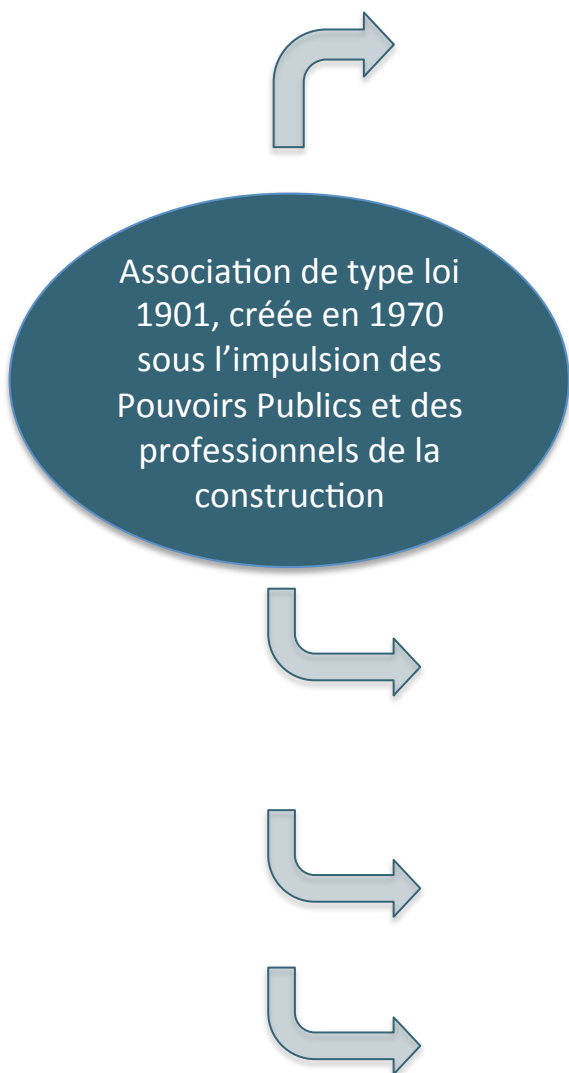 Association de type loi
1901, créée en 1970
sous l’impulsion des
Pouvoirs Publics et des
professionnels de la
construction